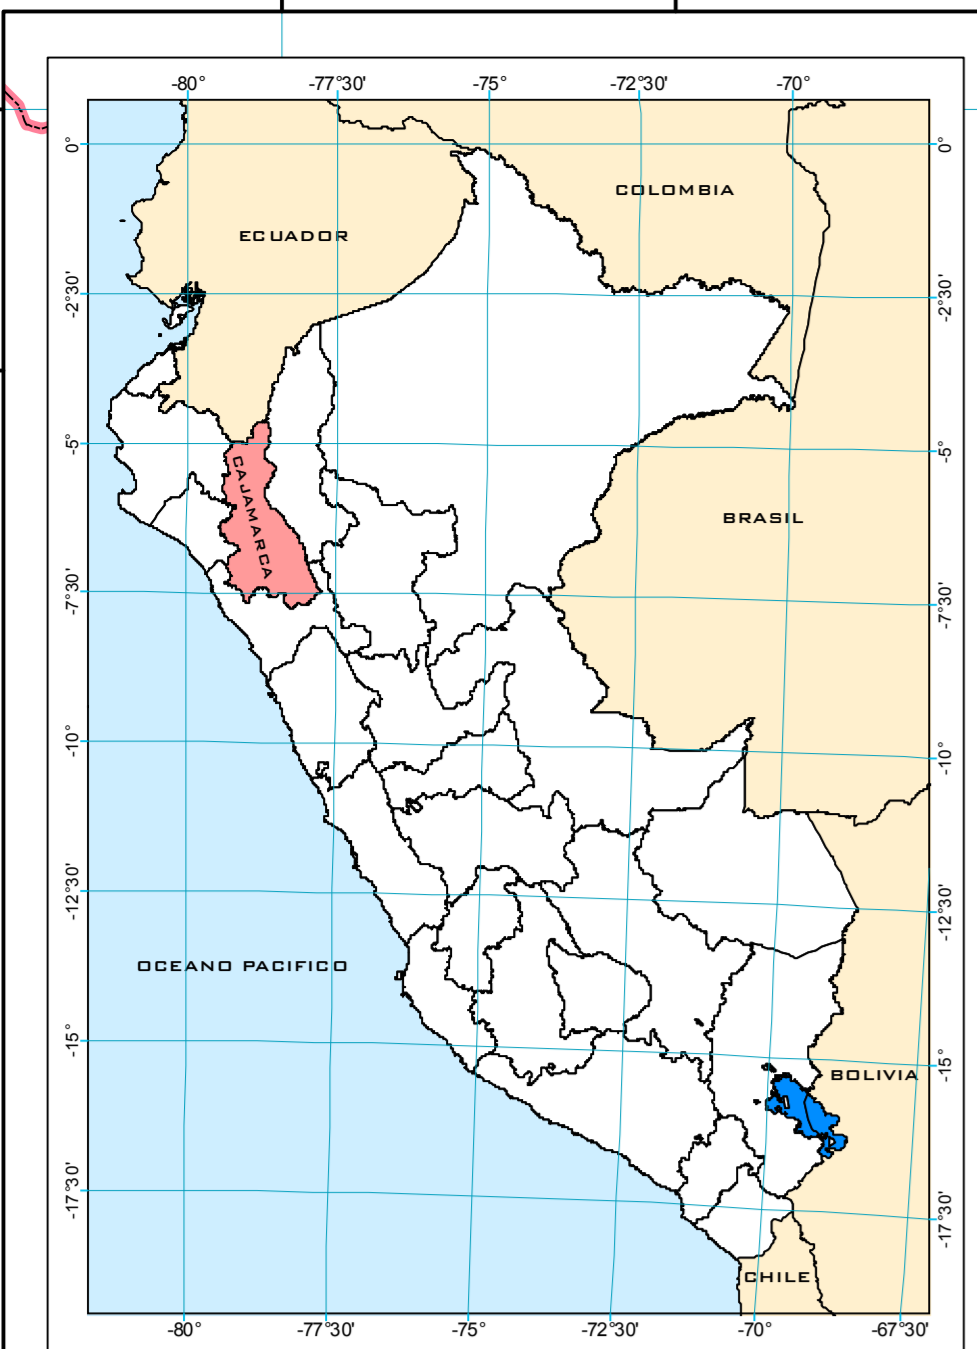 -80° -77°30' -75° -72°30' -70°
0° 0°
COLOMBIA
ECUADOR
-2°30' -2°30'
-5° -5°
CAJAMARCA
BRASIL
-7°30' -7°30'
-10° -10°
-12°30' -12°30'
OCEANO PACIFICO
-15° -15°
BOLIVIA
-17°30' -17°30'
CHILE
-80° -77°30' -75° -72°30' -70° -67°30'